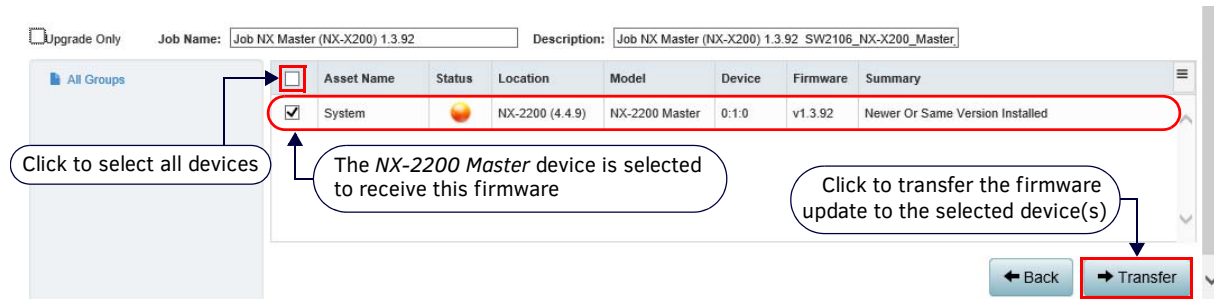 Upgrade Only Job Name: Job NX Master (NX-X200) 1.3.92 Description: Job NX Master (NX-X200) 1.3.92 SW2106_NX-X200_Master_
All Groups
Asset Name Status Location Model Device Firmware Summary
System NX-2200 (4.4.9) NX-2200 Master 0:1:0 v1.3.92 Newer Or Same Version Installed
Click to select all devices
The NX-2200 Master device is selected
to receive this firmware
Click to transfer the firmware
update to the selected device(s)
Back Transfer